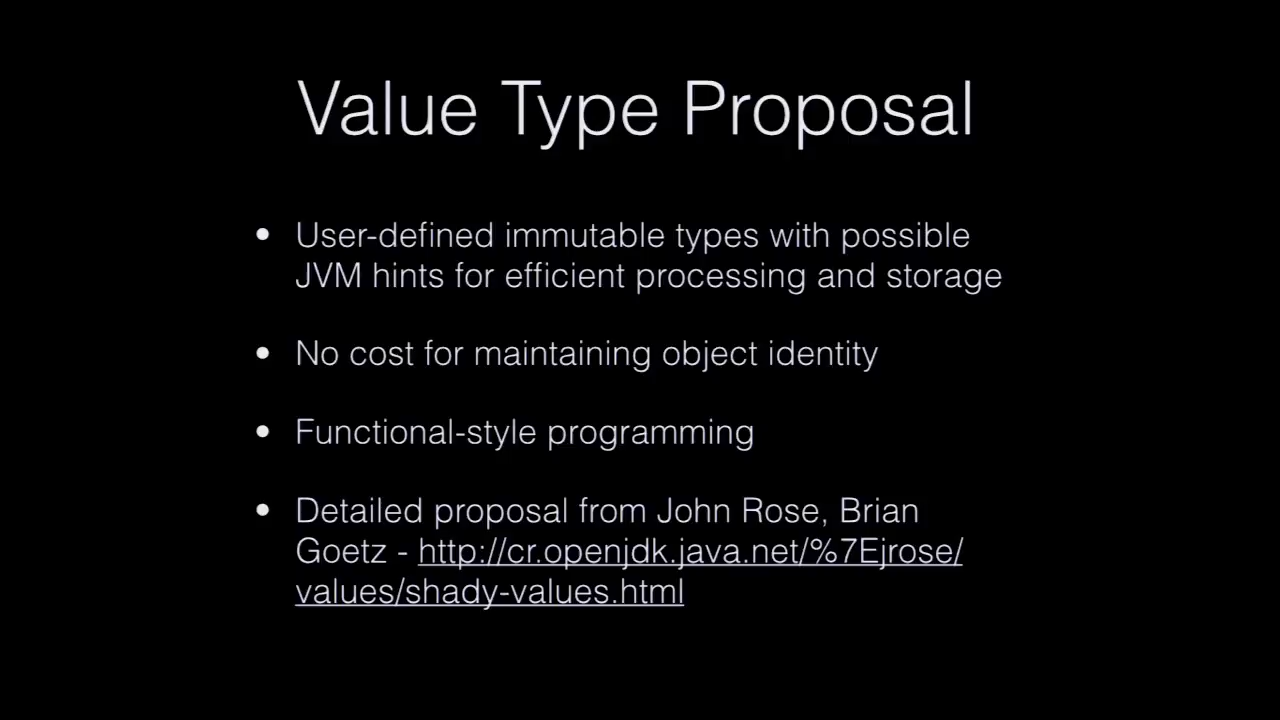 Value Type Proposal
• User-defined immutable types with possible
JVM hints for efficient processing and storage
• No cost for maintaining object identity
• Functional-style programming
• Detailed proposal from John Rose, Brian
Goetz - http://cr.openjdk.java.net/%7Ejrose/
values/shady-values.html